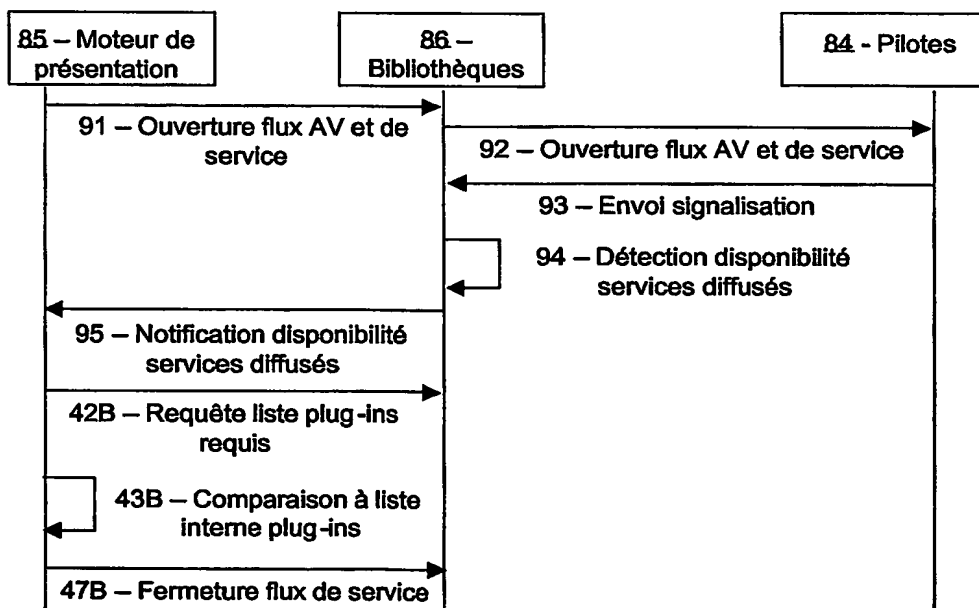 85 – Moteur de
présentation
86 –
Bibliothèques
84 - Pilotes
91 – Ouverture flux AV et de
service
92 – Ouverture flux AV et de service
93 – Envoi signalisation
94 – Détection disponibilité
services diffusés
95 – Notification disponibilité
services diffusés
42B – Requête liste plug-ins
requis
43B – Comparaison à liste
interne plug-ins
47B – Fermeture flux de service